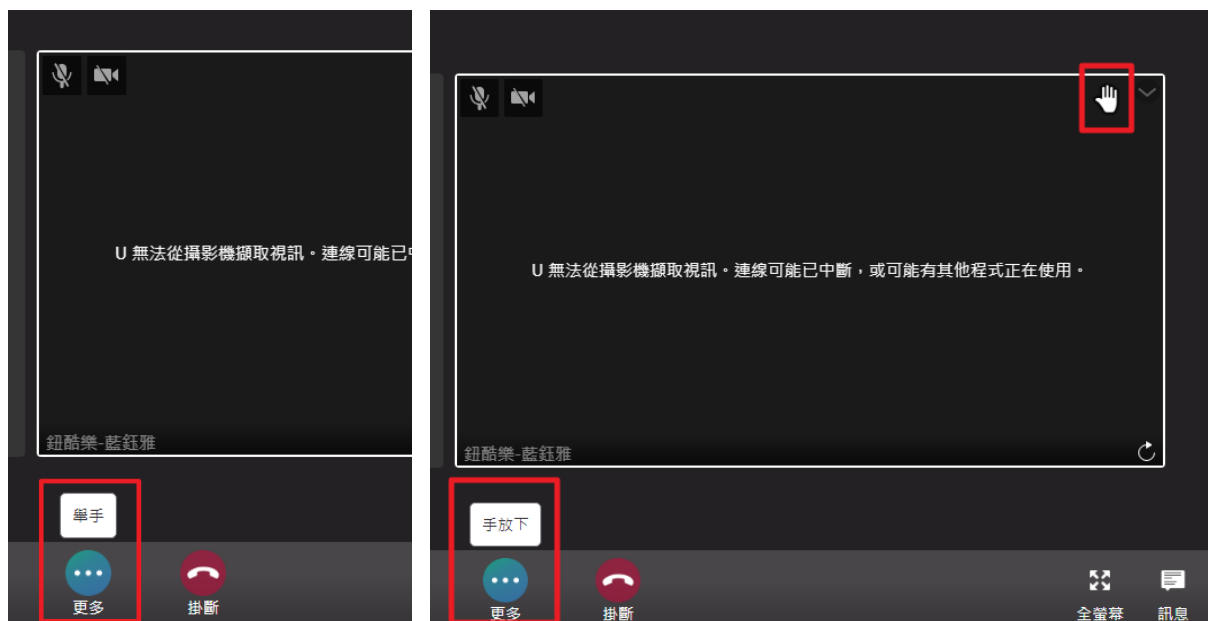 U 無法從攝影機擷取視訊。連線可能已
鈕酷樂-藍鈺雅
舉手
更多
掛斷
U 無法從攝影機擷取視訊。連線可能已中斷，或可能有其他程式正在使用。
鈕酷樂-藍鈺雅
手放下
更多
掛斷
全螢幕
訊息